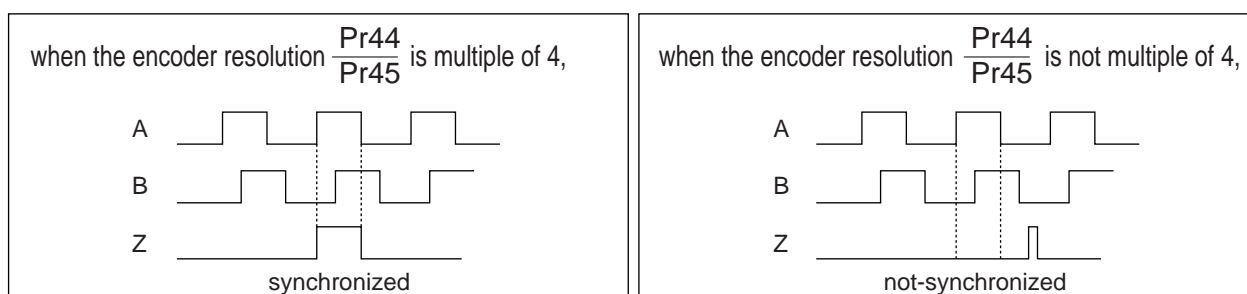 when the encoder resolution Pr44/Pr45 is multiple of 4,
A
B
Z
synchronized
when the encoder resolution Pr44/Pr45 is not multiple of 4,
A
B
Z
not-synchronized